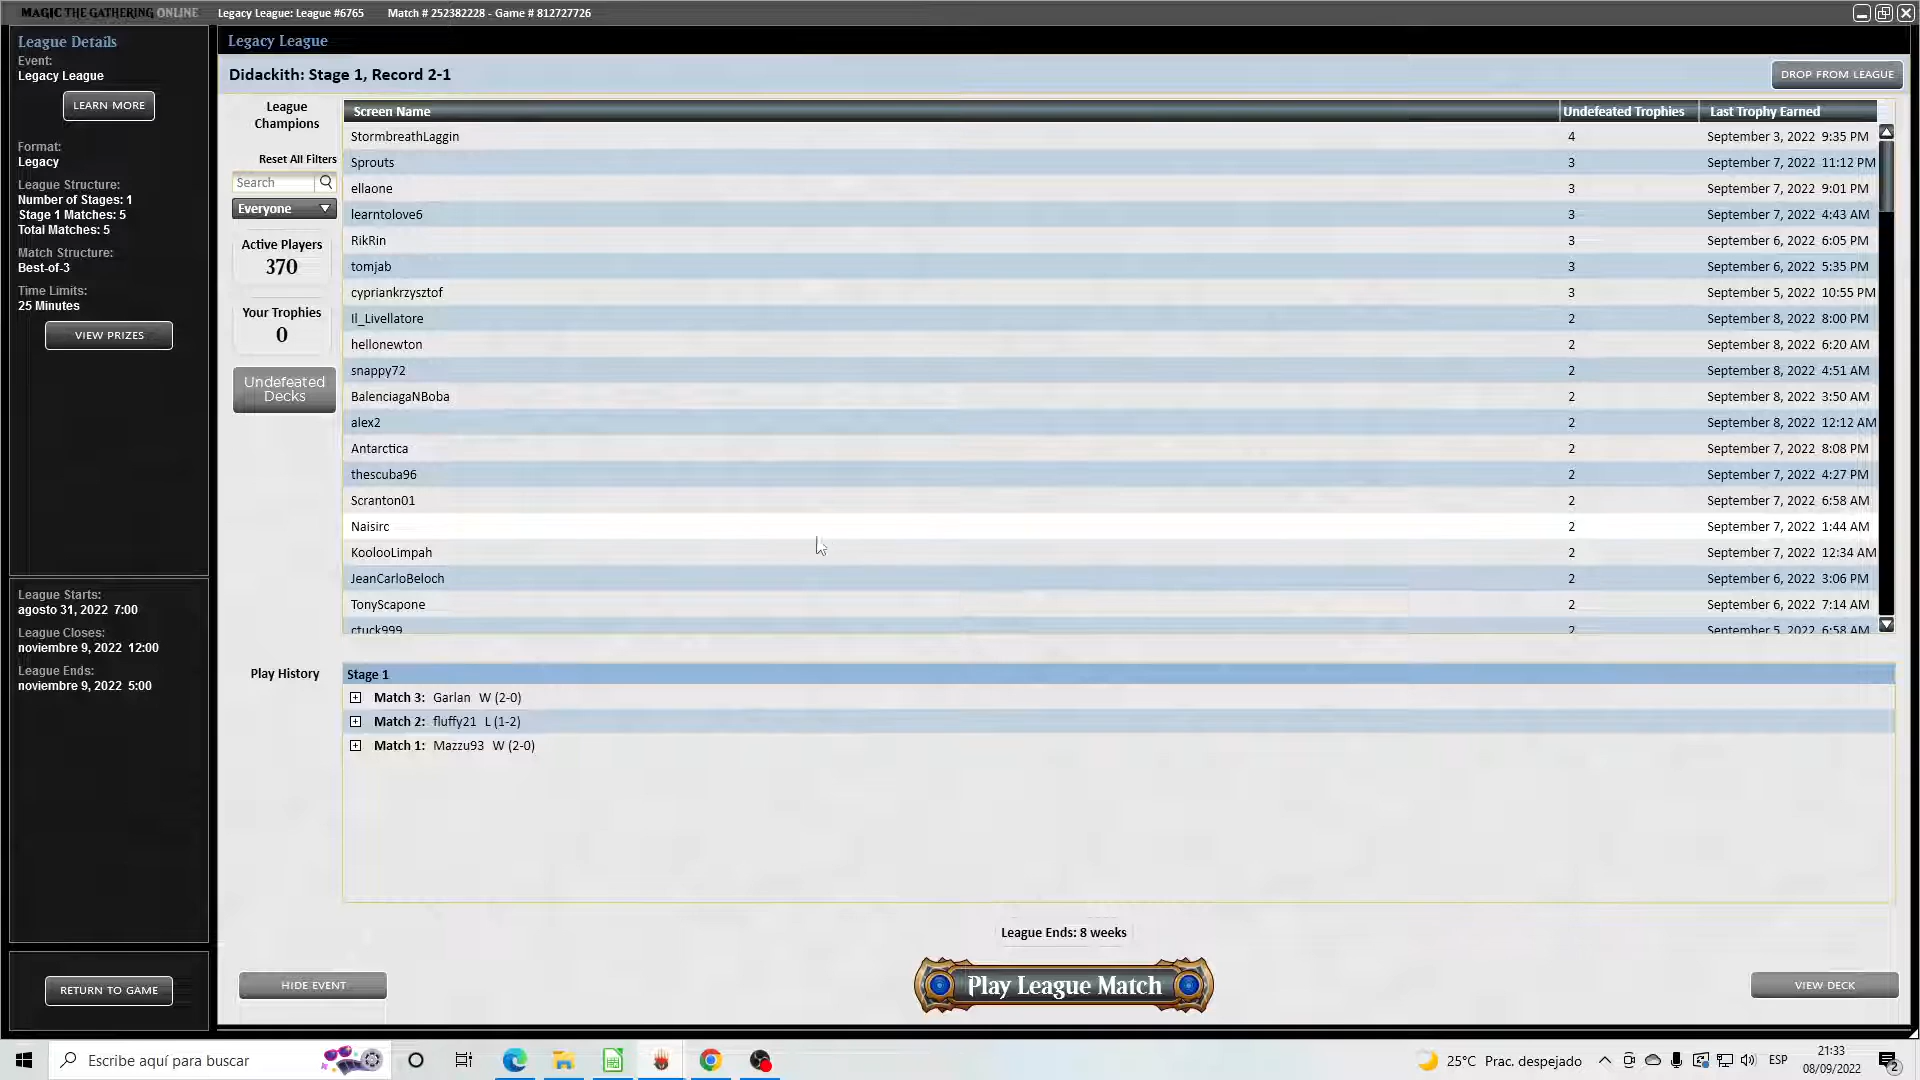 MAGIC THE GATHERING ONLINE Legacy League: League #6765 Match # 252382228 - Game # 812727726
League Details
Event:
Legacy League
LEARN MORE
Format:
Legacy
League Structure:
Number of Stages: 1
Stage 1 Matches: 5
Total Matches: 5
Match Structure:
Best-of-3
Time Limits:
25 Minutes
VIEW PRIZES
League Starts:
agosto 31, 2022 7:00
League Closes:
noviembre 9, 2022 12:00
League Ends:
noviembre 9, 2022 5:00
RETURN TO GAME
Legacy League
Didackith: Stage 1, Record 2-1
DROP FROM LEAGUE
League
Champions
Reset All Filters
Search
Everyone
Active Players
370
Your Trophies
0
Undefeated
Decks
Screen Name Undefeated Trophies Last Trophy Earned
StormbreathLaggin 4 September 3, 2022 9:35 PM
Sprouts 3 September 7, 2022 11:12 PM
ellaone 3 September 7, 2022 9:01 PM
learntolove6 3 September 7, 2022 4:43 AM
RikRin 3 September 6, 2022 6:05 PM
tomjab 3 September 6, 2022 5:35 PM
cypriankrzysztof 3 September 5, 2022 10:55 PM
Il_Livellatore 2 September 8, 2022 8:00 PM
hellonewton 2 September 8, 2022 6:20 AM
snappy72 2 September 8, 2022 4:51 AM
BalenciagaNBoba 2 September 8, 2022 3:50 AM
alex2 2 September 8, 2022 12:12 AM
Antarctica 2 September 7, 2022 8:08 PM
thescuba96 2 September 7, 2022 4:27 PM
Scranton01 2 September 7, 2022 6:58 AM
Naisirc 2 September 7, 2022 1:44 AM
KoolooLimpah 2 September 7, 2022 12:34 AM
JeanCarloBeloch 2 September 6, 2022 3:06 PM
TonyScapone 2 September 6, 2022 7:14 AM
ctuck999 2 September 5, 2022 6:58 AM
Play History
Stage 1
Match 3: Garlan W (2-0)
Match 2: fluffy21 L (1-2)
Match 1: Mazzu93 W (2-0)
League Ends: 8 weeks
HIDE EVENT
Play League Match
VIEW DECK
Escribe aquí para buscar
25°C Prac. despejado
ESP
21:33
08/09/2022
2